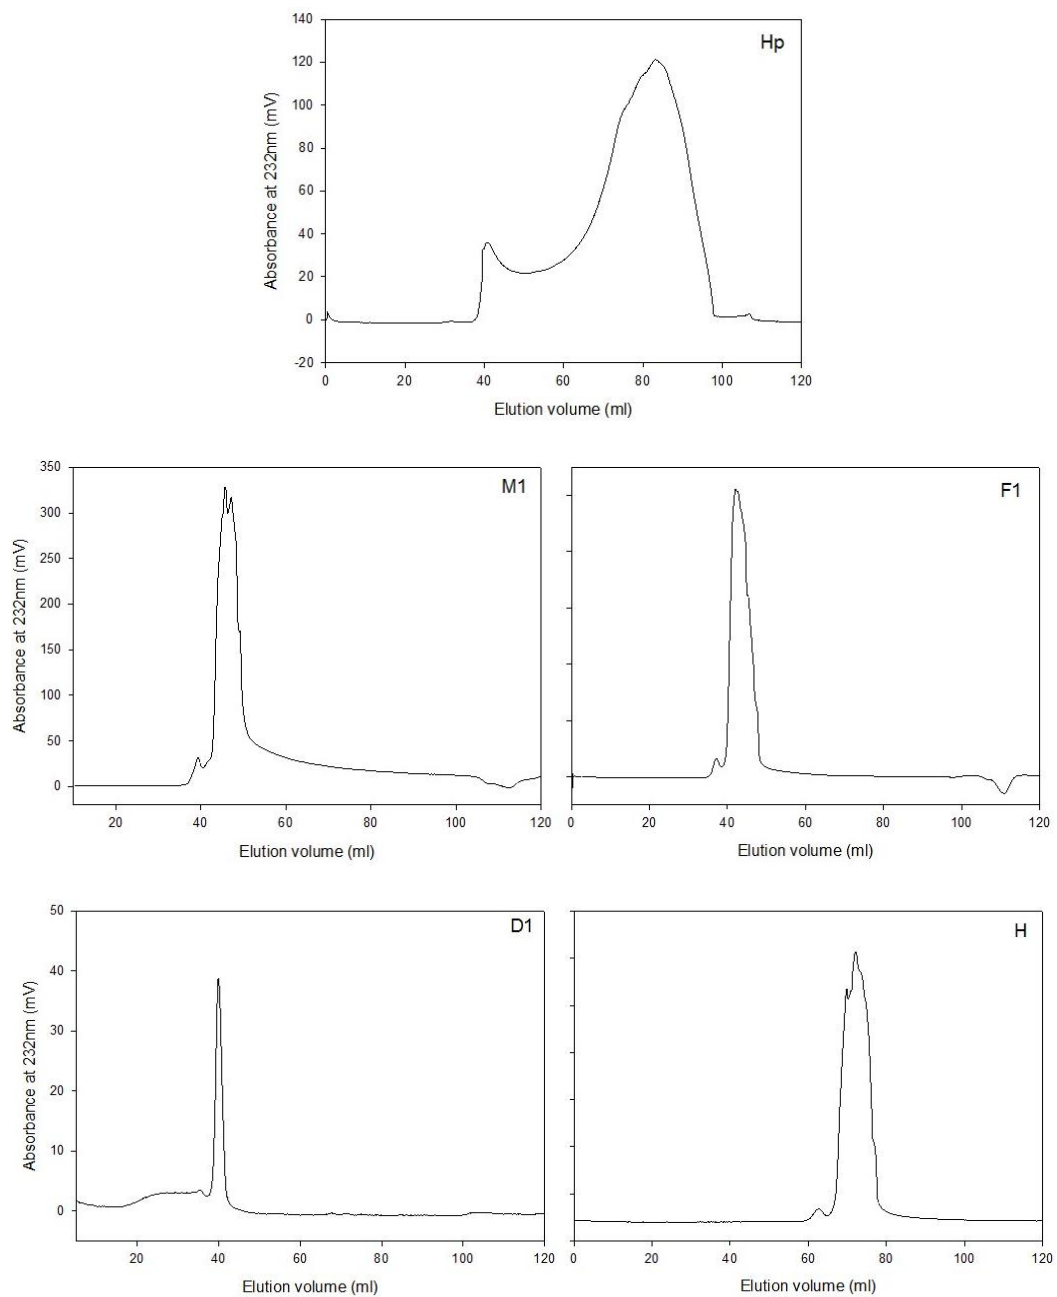 Hp
Absorbance at 232nm (mV)
140
120
100
80
60
40
20
0
-20
0 20 40 60 80 100 120
Elution volume (ml)
M1
Absorbance at 232nm (mV)
350
300
250
200
150
100
50
0
20 40 60 80 100 120
Elution volume (ml)
F1
0 20 40 60 80 100 120
Elution volume (ml)
D1
Absorbance at 232nm (mV)
50
40
30
20
10
0
20 40 60 80 100 120
Elution volume (ml)
H
0 20 40 60 80 100 120
Elution volume (ml)